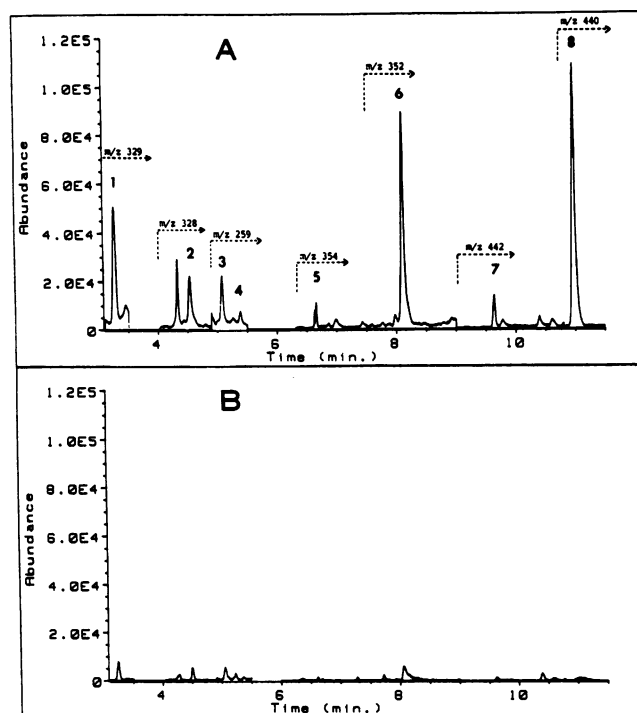 A
1.2E5
1.0E5
8.0E4
6.0E4
4.0E4
2.0E4
0
Abundance
m/z 329
1
m/z 328
2
m/z 259
3
4
m/z 354
5
m/z 352
6
m/z 442
7
m/z 440
8
4
6
8
10
Time (min.)
B
1.2E5
1.0E5
8.0E4
6.0E4
4.0E4
2.0E4
0
Abundance
4
6
8
10
Time (min.)